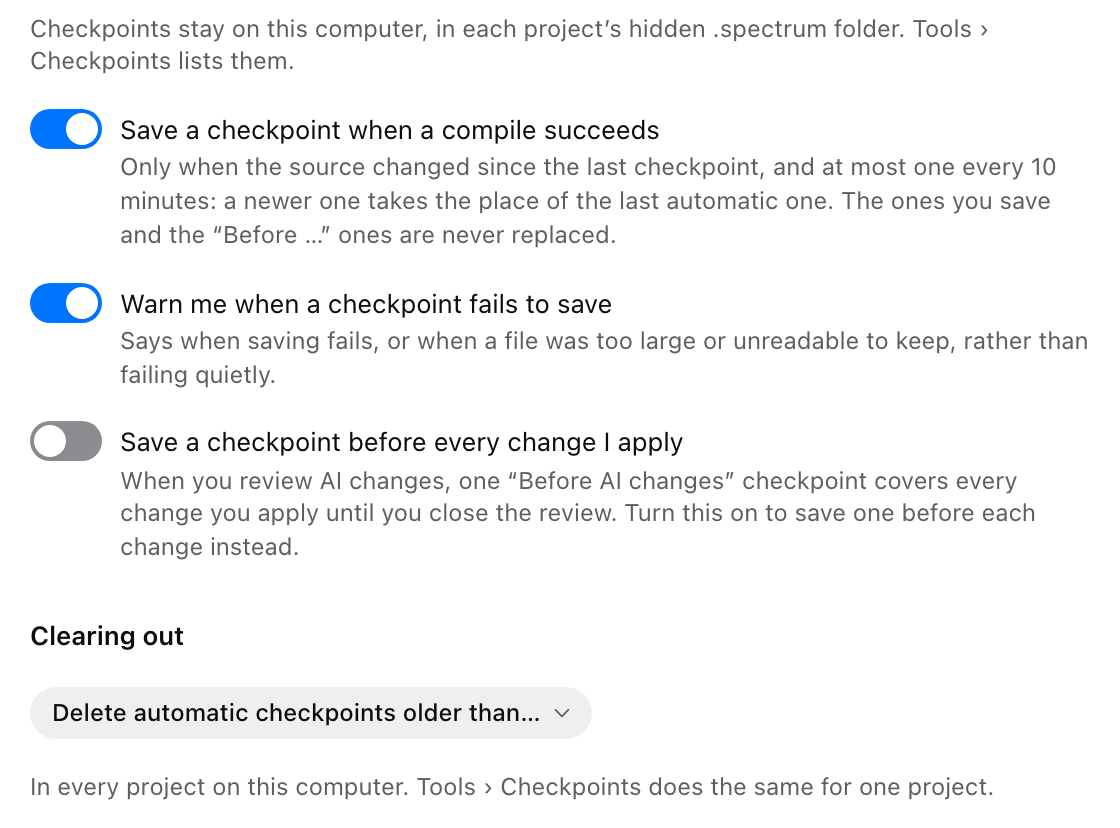 Checkpoints stay on this computer, in each project’s hidden .spectrum folder. Tools ›
Checkpoints lists them.
Save a checkpoint when a compile succeeds
Only when the source changed since the last checkpoint, and at most one every 10
minutes: a newer one takes the place of the last automatic one. The ones you save
and the “Before …” ones are never replaced.
Warn me when a checkpoint fails to save
Says when saving fails, or when a file was too large or unreadable to keep, rather than
failing quietly.
Save a checkpoint before every change I apply
When you review AI changes, one “Before AI changes” checkpoint covers every
change you apply until you close the review. Turn this on to save one before each
change instead.
Clearing out
Delete automatic checkpoints older than…
In every project on this computer. Tools › Checkpoints does the same for one project.